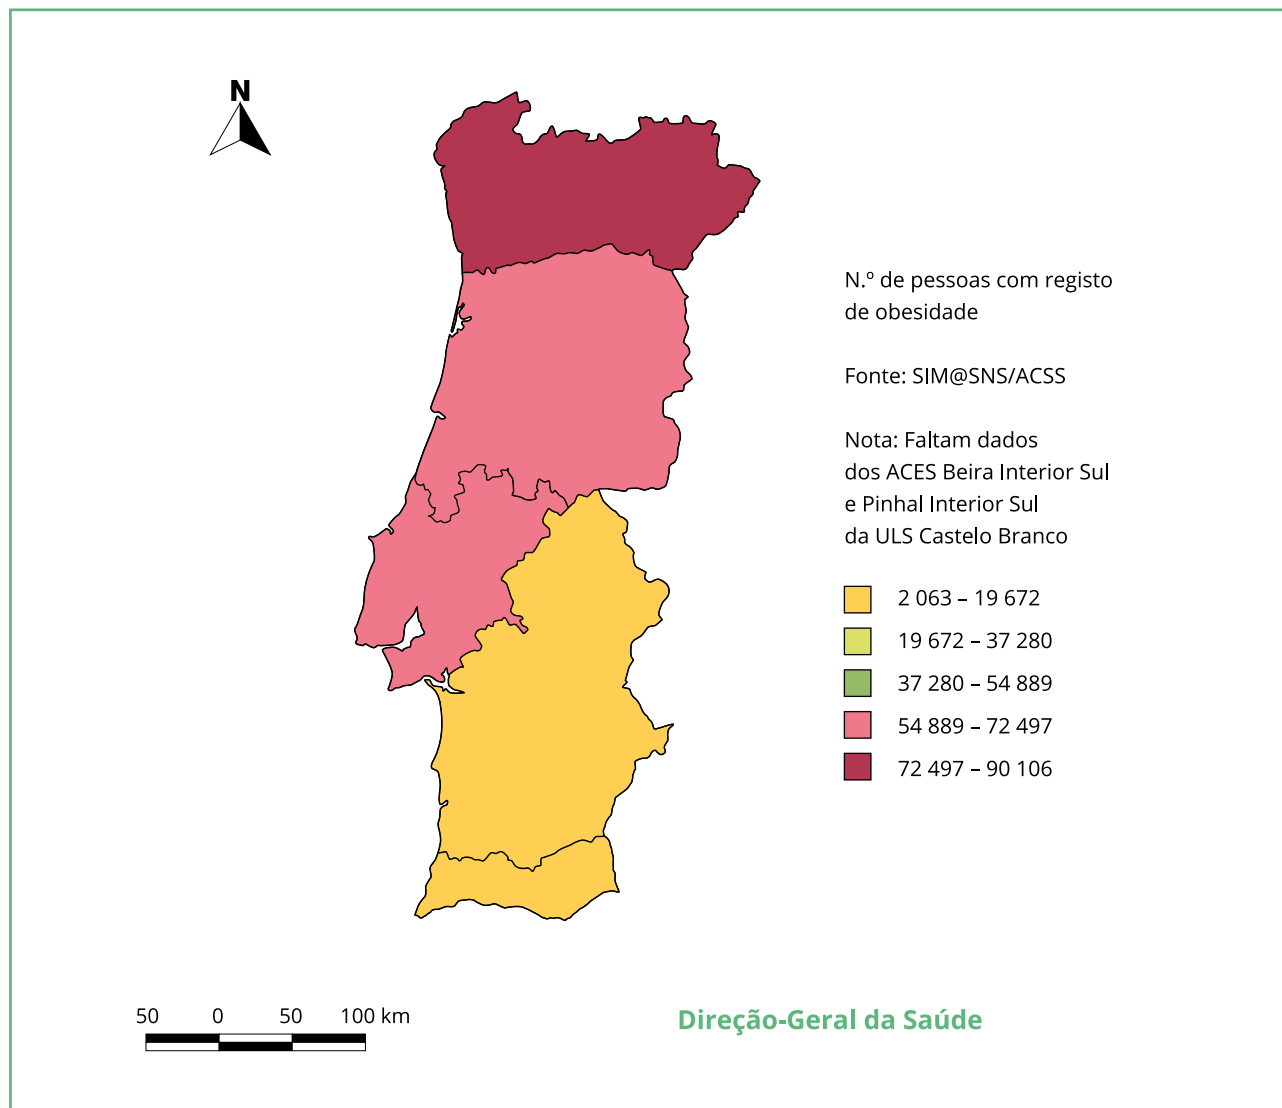 N
N.º de pessoas com registo
de obesidade
Fonte: SIM@SNS/ACSS
Nota: Faltam dados
dos ACES Beira Interior Sul
e Pinhal Interior Sul
da ULS Castelo Branco
2 063 – 19 672
19 672 – 37 280
37 280 – 54 889
54 889 – 72 497
72 497 – 90 106
50 0 50 100 km
Direção-Geral da Saúde